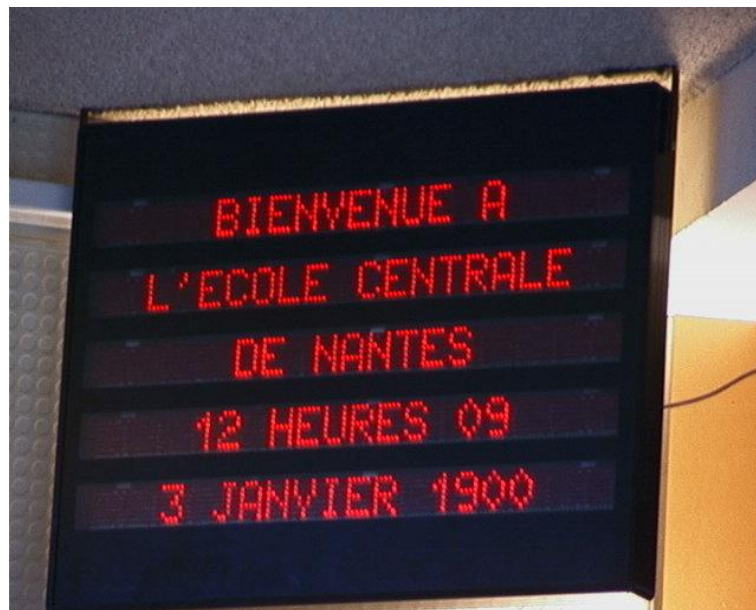 BIENVENUE A
L'ECOLE CENTRALE
DE NANTES
12 HEURES 09
3 JANVIER 1900